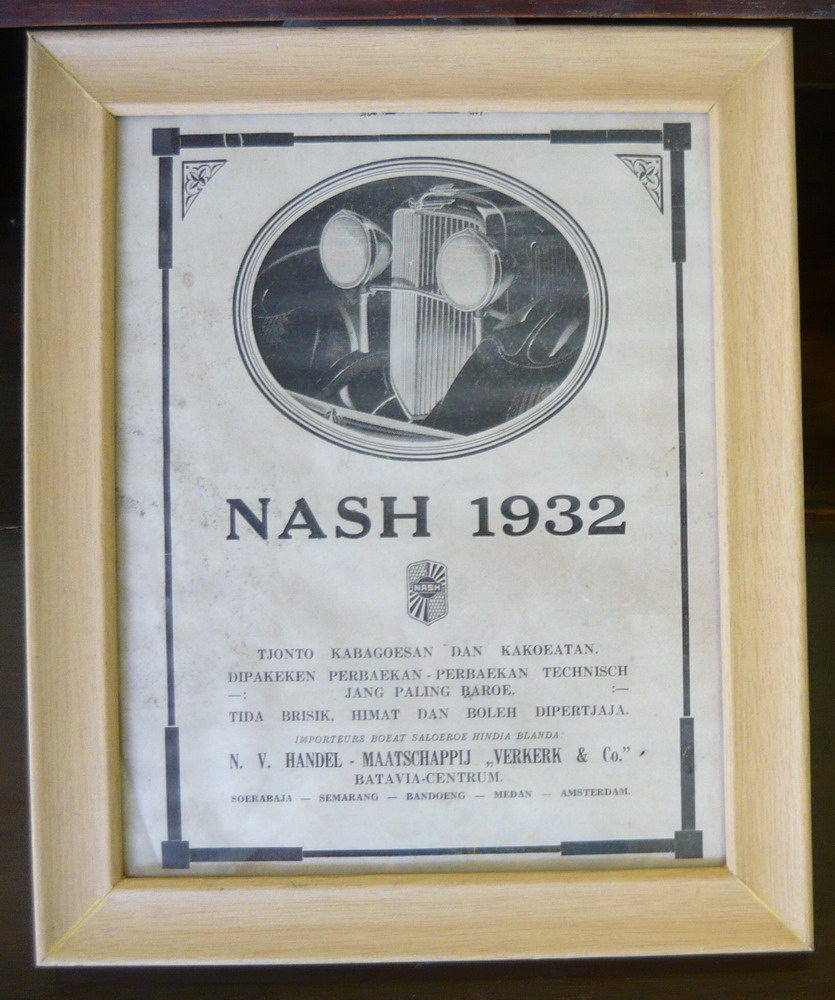 NASH 1932
NASH
TJONTO KABAGOESAN DAN KAKOEATAN.
DIPAKEKEN PERBAEKAN - PERBAEKAN TECHNISCH
—: JANG PALING BAROE. :—
TIDA BRISIK, HIMAT DAN BOLEH DIPERTJAJA.
IMPORTEURS BOEAT SALOEROE HINDIA BLANDA:
N. V. HANDEL - MAATSCHAPPIJ „VERKERK & Co.”
BATAVIA-CENTRUM.
SOERABAJA — SEMARANG — BANDOENG — MEDAN — AMSTERDAM.